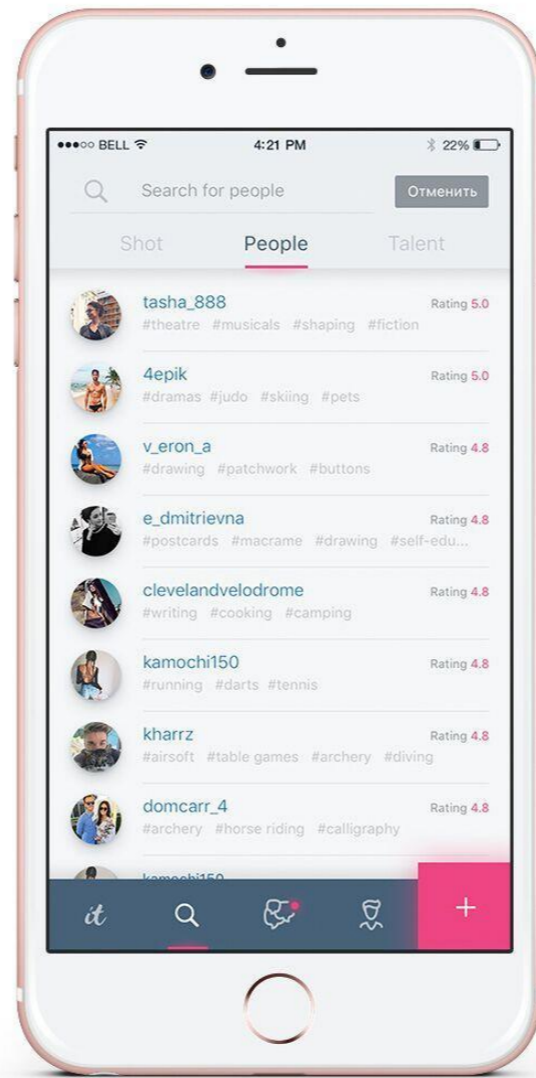 BELL 4:21 PM 22%
Search for people Отменить
Shot People Talent
tasha_888 Rating 5.0
#theatre #musicals #shaping #fiction
4epik Rating 5.0
#dramas #judo #skiing #pets
v_eron_a Rating 4.8
#drawing #patchwork #buttons
e_dmitrievna Rating 4.8
#postcards #macrame #drawing #self-edu...
clevelandvelodrome Rating 4.8
#writing #cooking #camping
kamochi150 Rating 4.8
#running #darts #tennis
kharrz Rating 4.8
#airsoft #table games #archery #diving
domcarr_4 Rating 4.8
#archery #horse riding #calligraphy
kamochi150
it +